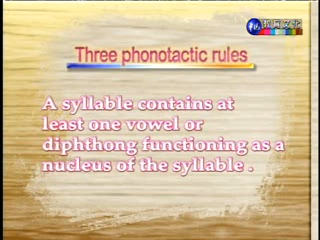 Three phonotactic rules
A syllable contains at
least one vowel or
diphthong functioning as a
nucleus of the syllable .